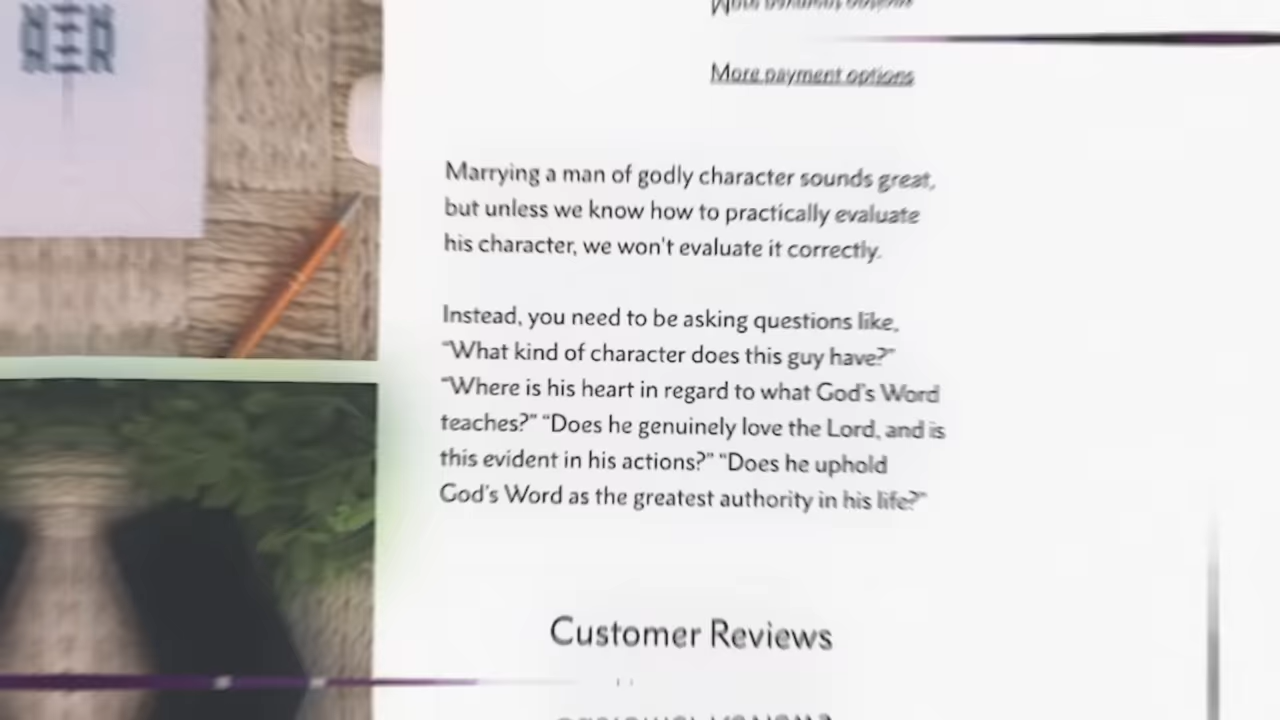 More payment options
Marrying a man of godly character sounds great,
but unless we know how to practically evaluate
his character, we won't evaluate it correctly.
Instead, you need to be asking questions like,
“What kind of character does this guy have?”
“Where is his heart in regard to what God's Word
teaches?” “Does he genuinely love the Lord, and is
this evident in his actions?” “Does he uphold
God's Word as the greatest authority in his life?”
Customer Reviews